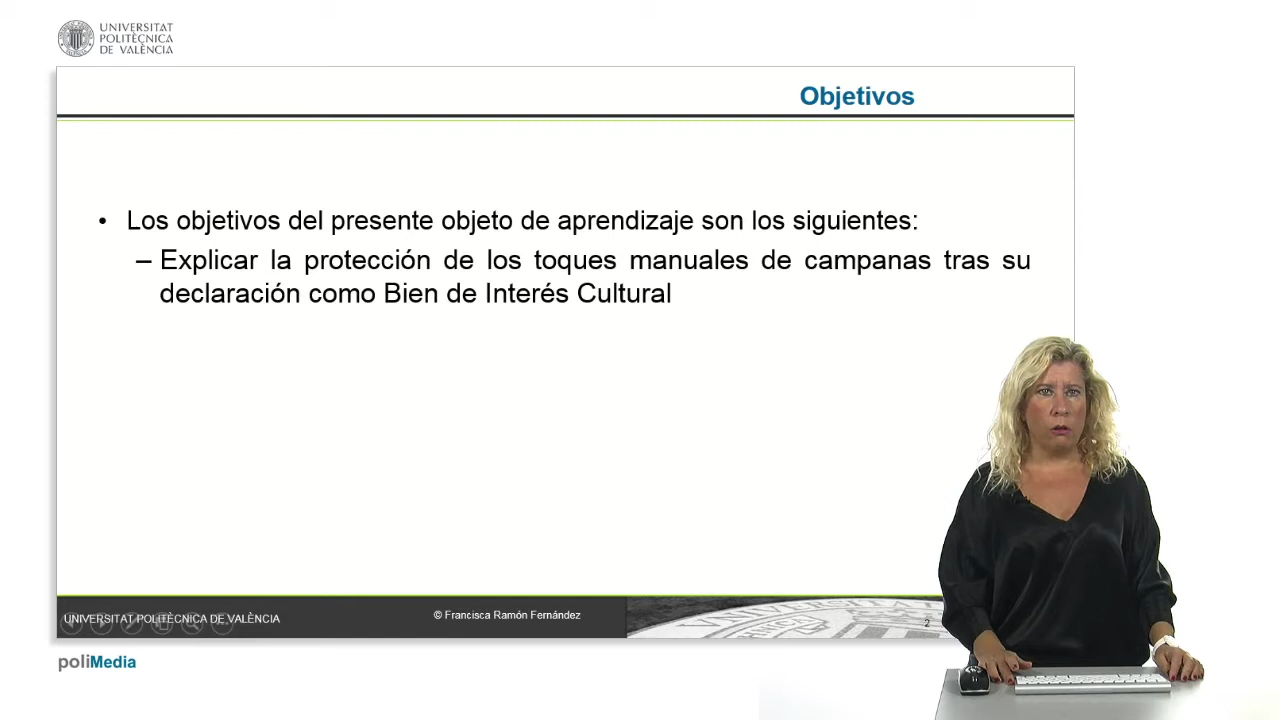 UNIVERSITAT
POLITÈCNICA
DE VALÈNCIA
Objetivos
• Los objetivos del presente objeto de aprendizaje son los siguientes:
– Explicar la protección de los toques manuales de campanas tras su
declaración como Bien de Interés Cultural
UNIVERSITAT POLITÈCNICA DE VALÈNCIA
© Francisca Ramón Fernández
2
poliMedia